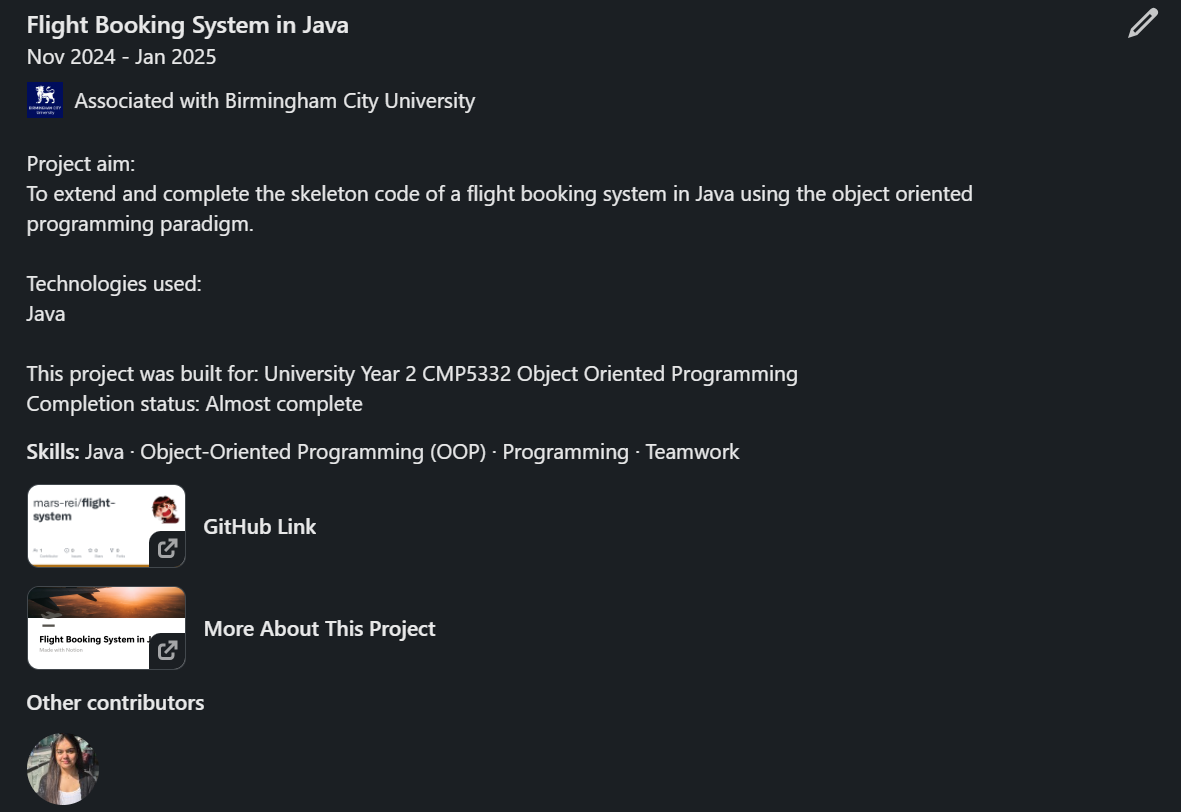 Flight Booking System in Java
Nov 2024 - Jan 2025
BIRMINGHAM CITY
University
Associated with Birmingham City University
Project aim:
To extend and complete the skeleton code of a flight booking system in Java using the object oriented
programming paradigm.
Technologies used:
Java
This project was built for: University Year 2 CMP5332 Object Oriented Programming
Completion status: Almost complete
Skills: Java · Object-Oriented Programming (OOP) · Programming · Teamwork
mars-rei/flight-
system
GitHub Link
Flight Booking System in J
Made with Notion
More About This Project
Other contributors